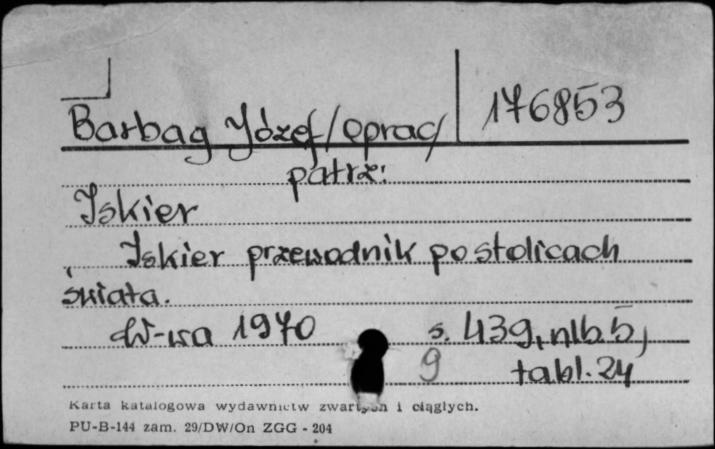 Barbag Józef/oprac/ 176853
patrz:
Iskier
Iskier przewodnik po stolicach
świata.
W-wa 1970 s. 439, nlb. 5,
9 tabl. 24
Karta katalogowa wydawnictw zwartych i ciągłych.
PU-B-144 zam. 29/DW/On ZGG - 204